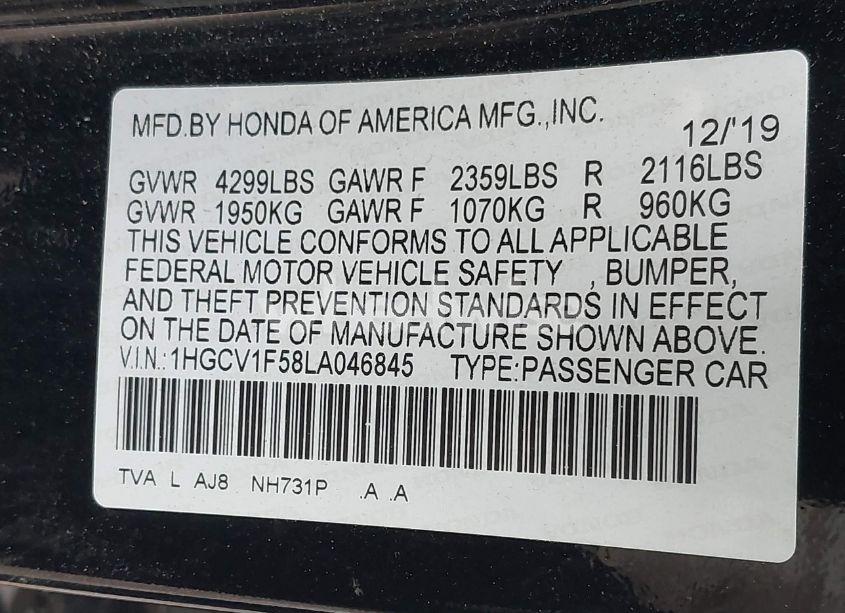 MFD.BY HONDA OF AMERICA MFG.,INC.
12/'19
GVWR 4299LBS GAWR F 2359LBS R 2116LBS
GVWR 1950KG GAWR F 1070KG R 960KG
THIS VEHICLE CONFORMS TO ALL APPLICABLE
FEDERAL MOTOR VEHICLE SAFETY , BUMPER,
AND THEFT PREVENTION STANDARDS IN EFFECT
ON THE DATE OF MANUFACTURE SHOWN ABOVE.
V.I.N.:1HGCV1F58LA046845 TYPE:PASSENGER CAR
TVA L AJ8 NH731P .A .A